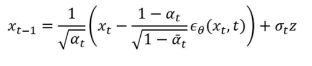 x_{t-1} = \frac{1}{\sqrt{\alpha_t}} \left( x_t - \frac{1 - \alpha_t}{\sqrt{1 - \bar{\alpha}_t}} \epsilon_\theta(x_t, t) \right) + \sigma_t z